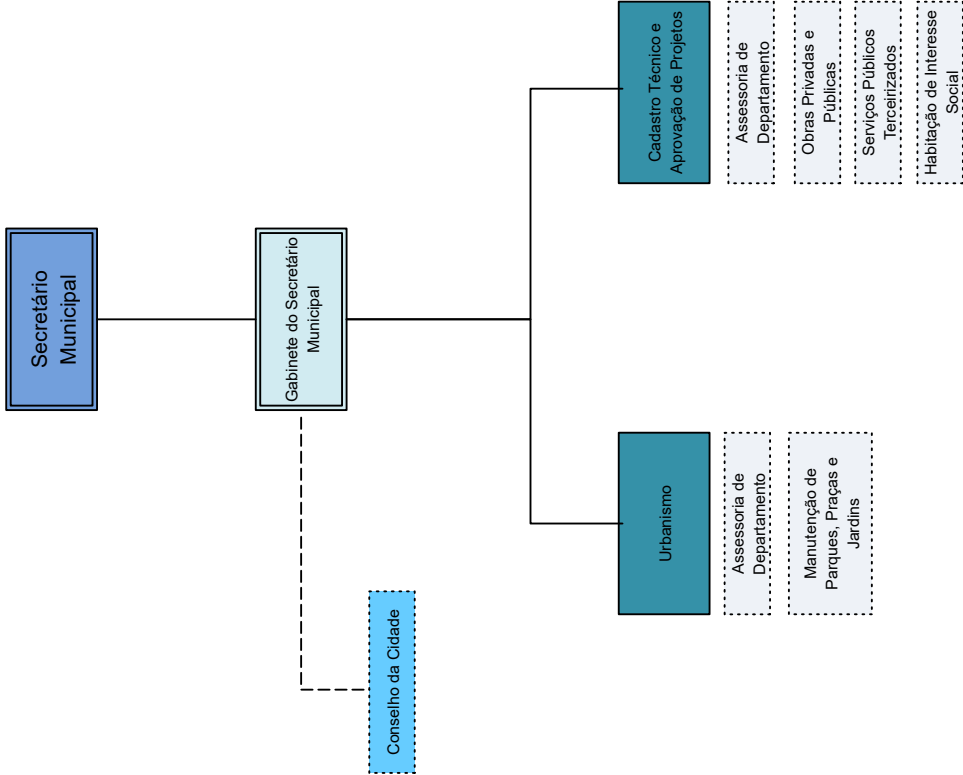 Secretário
Municipal
Gabinete do Secretário
Municipal
Conselho da Cidade
Urbanismo
Assessoria de
Departamento
Manutenção de
Parques, Praças e
Jardins
Cadastro Técnico e
Aprovação de Projetos
Assessoria de
Departamento
Obras Privadas e
Públicas
Serviços Públicos
Terceirizados
Habitação de Interesse
Social